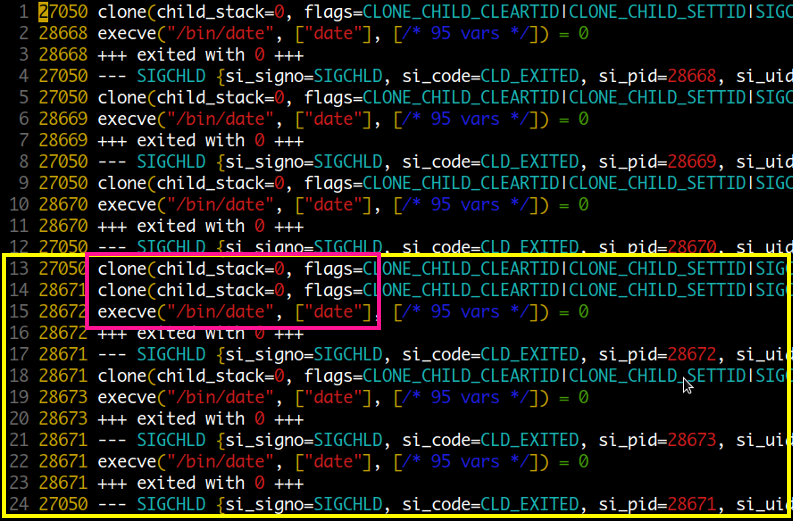 1 27050 clone(child_stack=0, flags=CLONE_CHILD_CLEARTID|CLONE_CHILD_SETTID|SIGC
2 28668 execve("/bin/date", ["date"], [/* 95 vars */]) = 0
3 28668 +++ exited with 0 +++
4 27050 --- SIGCHLD {si_signo=SIGCHLD, si_code=CLD_EXITED, si_pid=28668, si_uid
5 27050 clone(child_stack=0, flags=CLONE_CHILD_CLEARTID|CLONE_CHILD_SETTID|SIGC
6 28669 execve("/bin/date", ["date"], [/* 95 vars */]) = 0
7 28669 +++ exited with 0 +++
8 27050 --- SIGCHLD {si_signo=SIGCHLD, si_code=CLD_EXITED, si_pid=28669, si_uid
9 27050 clone(child_stack=0, flags=CLONE_CHILD_CLEARTID|CLONE_CHILD_SETTID|SIGC
10 28670 execve("/bin/date", ["date"], [/* 95 vars */]) = 0
11 28670 +++ exited with 0 +++
12 27050 --- SIGCHLD {si_signo=SIGCHLD, si_code=CLD_EXITED, si_pid=28670, si_uid
13 27050 clone(child_stack=0, flags=CLONE_CHILD_CLEARTID|CLONE_CHILD_SETTID|SIGC
14 28671 clone(child_stack=0, flags=CLONE_CHILD_CLEARTID|CLONE_CHILD_SETTID|SIGC
15 28672 execve("/bin/date", ["date"], [/* 95 vars */]) = 0
16 28672 +++ exited with 0 +++
17 28671 --- SIGCHLD {si_signo=SIGCHLD, si_code=CLD_EXITED, si_pid=28672, si_uid
18 28671 clone(child_stack=0, flags=CLONE_CHILD_CLEARTID|CLONE_CHILD_SETTID|SIGC
19 28673 execve("/bin/date", ["date"], [/* 95 vars */]) = 0
20 28673 +++ exited with 0 +++
21 28671 --- SIGCHLD {si_signo=SIGCHLD, si_code=CLD_EXITED, si_pid=28673, si_uid
22 28671 execve("/bin/date", ["date"], [/* 95 vars */]) = 0
23 28671 +++ exited with 0 +++
24 27050 --- SIGCHLD {si_signo=SIGCHLD, si_code=CLD_EXITED, si_pid=28671, si_uid